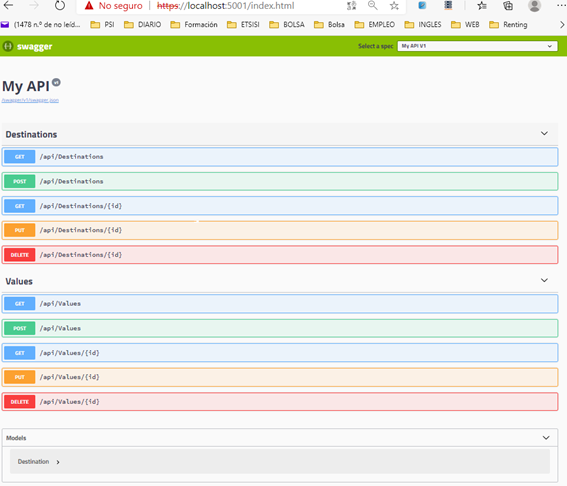 No seguro https://localhost:5001/index.html
(1478 n.º de no leíd... PSI DIARIO Formación ETSISI BOLSA Bolsa EMPLEO INGLES WEB Renting
swagger Select a spec My API V1
My API v1
/swagger/v1/swagger.json
Destinations
GET /api/Destinations
POST /api/Destinations
GET /api/Destinations/{id}
PUT /api/Destinations/{id}
DELETE /api/Destinations/{id}
Values
GET /api/Values
POST /api/Values
GET /api/Values/{id}
PUT /api/Values/{id}
DELETE /api/Values/{id}
Models
Destination